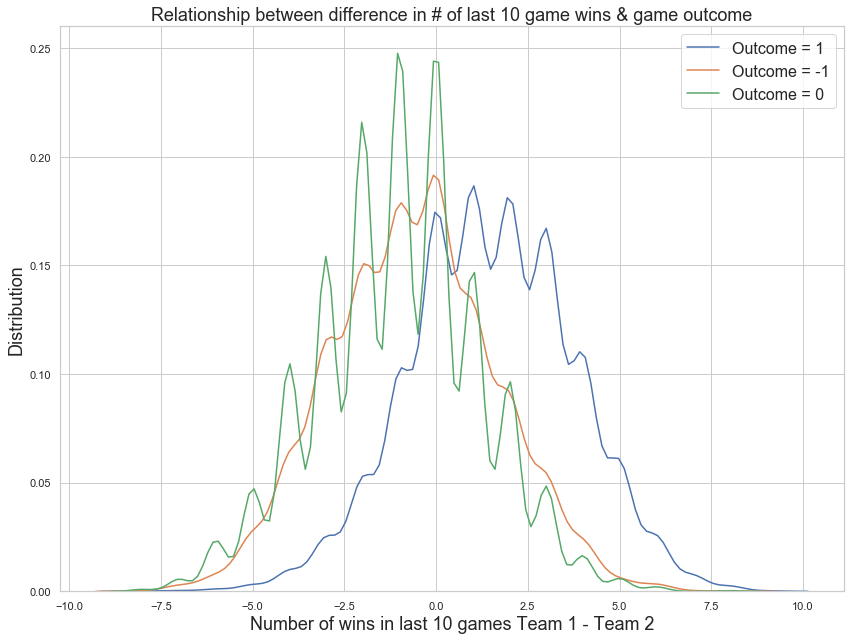 Relationship between difference in # of last 10 game wins & game outcome
Outcome = 1
Outcome = -1
Outcome = 0
Distribution
0.25
0.20
0.15
0.10
0.05
0.00
−10.0 −7.5 −5.0 −2.5 0.0 2.5 5.0 7.5 10.0
Number of wins in last 10 games Team 1 - Team 2